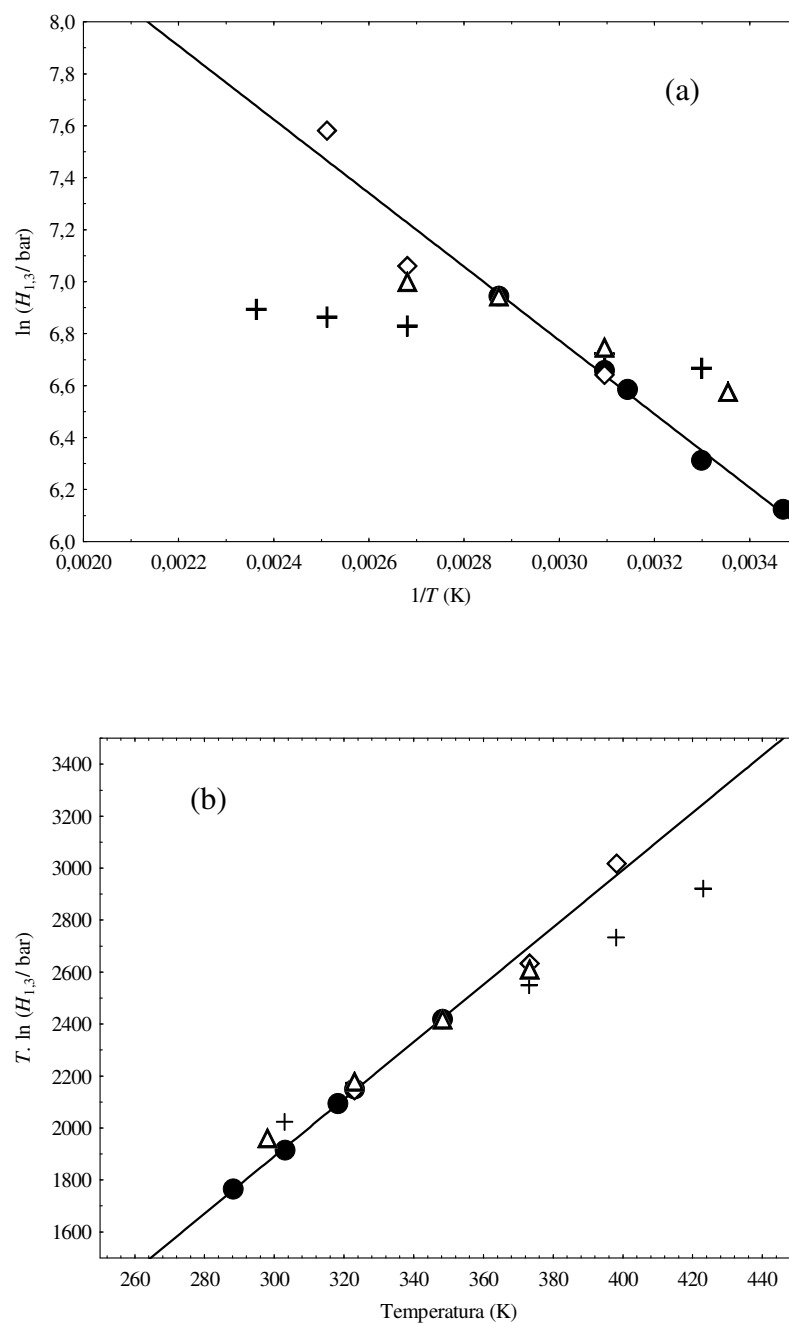 8,0
7,8
7,6
7,4
7,2
7,0
6,8
6,6
6,4
6,2
6,0
ln (H1,3/ bar)
(a)
0,0020 0,0022 0,0024 0,0026 0,0028 0,0030 0,0032 0,0034
1/T (K)
3400
3200
3000
2800
2600
2400
2200
2000
1800
1600
T. ln (H1,3/ bar)
(b)
260 280 300 320 340 360 380 400 420 440
Temperatura (K)